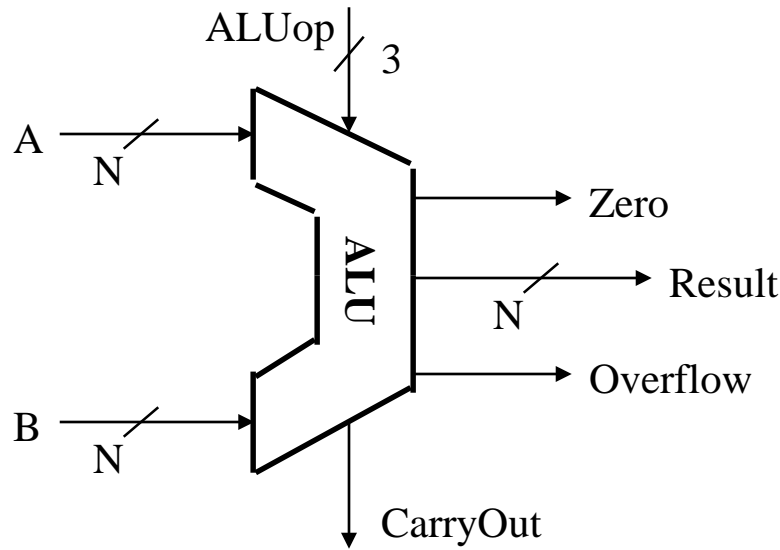 ALUop
3
A
N
Zero
ALU
Result
N
Overflow
B
N
CarryOut